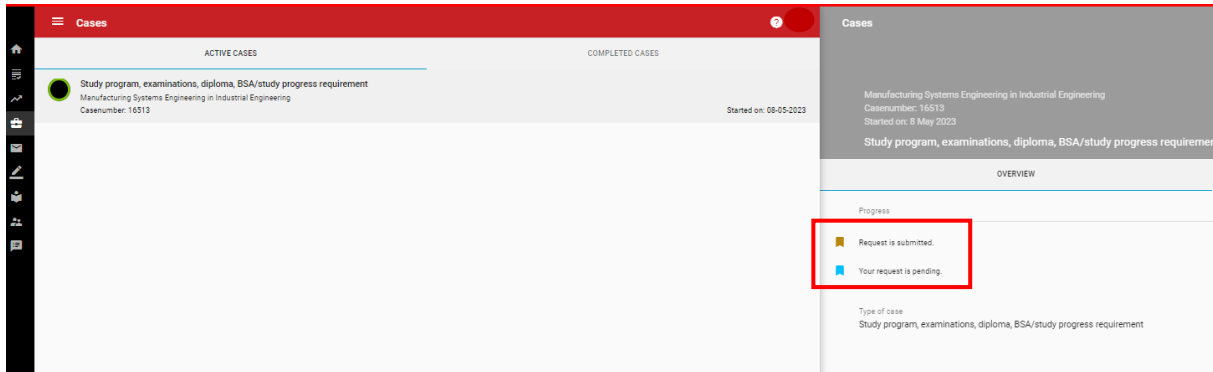 Cases
ACTIVE CASES
COMPLETED CASES
Study program, examinations, diploma, BSA/study progress requirement
Manufacturing Systems Engineering in Industrial Engineering
Casenumber: 16513
Started on: 08-05-2023
Cases
Manufacturing Systems Engineering in Industrial Engineering
Casenumber: 16513
Started on: 8 May 2023
Study program, examinations, diploma, BSA/study progress requiremen
OVERVIEW
Progress
Request is submitted.
Your request is pending.
Type of case
Study program, examinations, diploma, BSA/study progress requirement